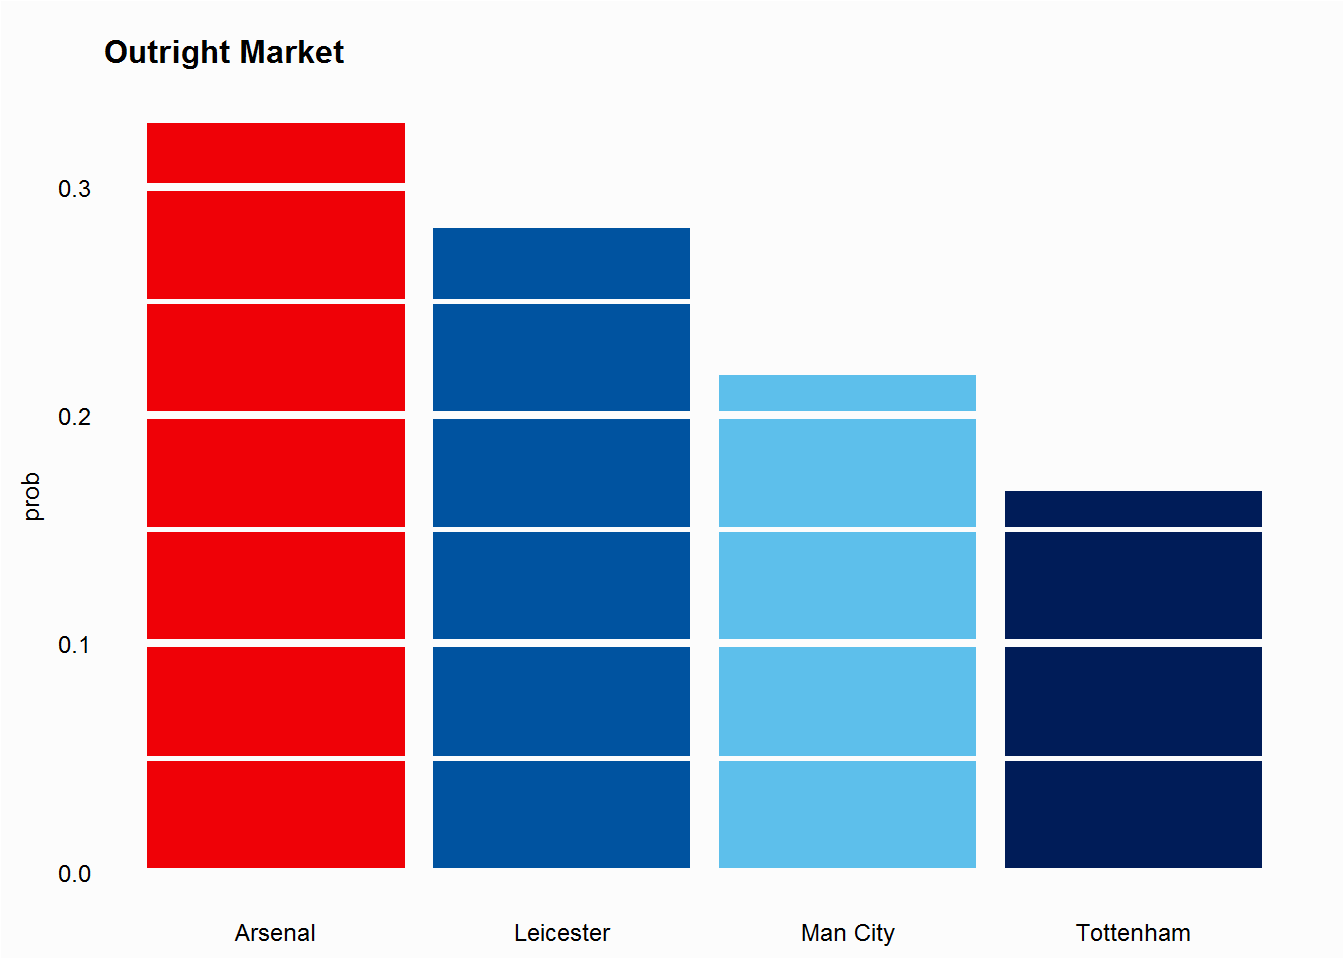 Outright Market
0.3
0.2
0.1
0.0
prob
Arsenal
Leicester
Man City
Tottenham